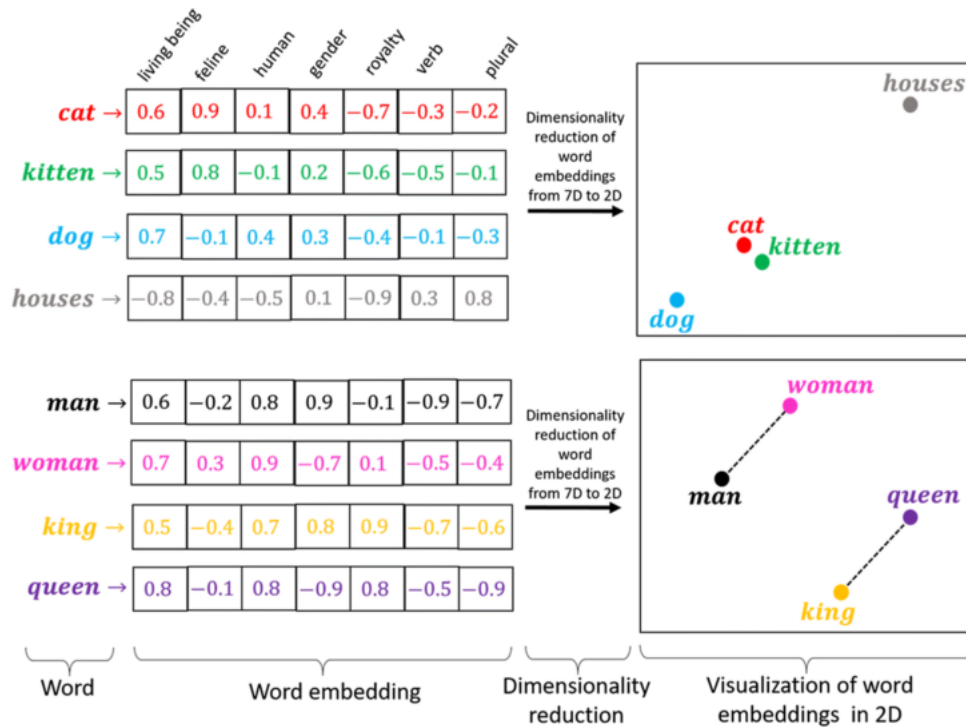 living being feline human gender royalty verb plural
cat → 0.6 0.9 0.1 0.4 −0.7 −0.3 −0.2
kitten → 0.5 0.8 −0.1 0.2 −0.6 −0.5 −0.1
dog → 0.7 −0.1 0.4 0.3 −0.4 −0.1 −0.3
houses → −0.8 −0.4 −0.5 0.1 −0.9 0.3 0.8
Dimensionality
reduction of
word
embeddings
from 7D to 2D
houses
cat
kitten
dog
man → 0.6 −0.2 0.8 0.9 −0.1 −0.9 −0.7
woman → 0.7 0.3 0.9 −0.7 0.1 −0.5 −0.4
king → 0.5 −0.4 0.7 0.8 0.9 −0.7 −0.6
queen → 0.8 −0.1 0.8 −0.9 0.8 −0.5 −0.9
Dimensionality
reduction of
word
embeddings
from 7D to 2D
woman
man
queen
king
Word
Word embedding
Dimensionality
reduction
Visualization of word
embeddings in 2D